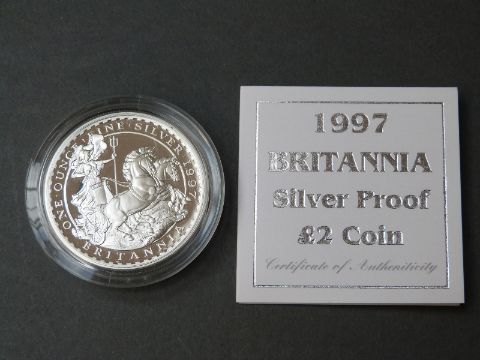 ONE OUNCE FINE SILVER 1997
BRITANNIA
1997
BRITANNIA
Silver Proof
£2 Coin
Certificate of Authenticity